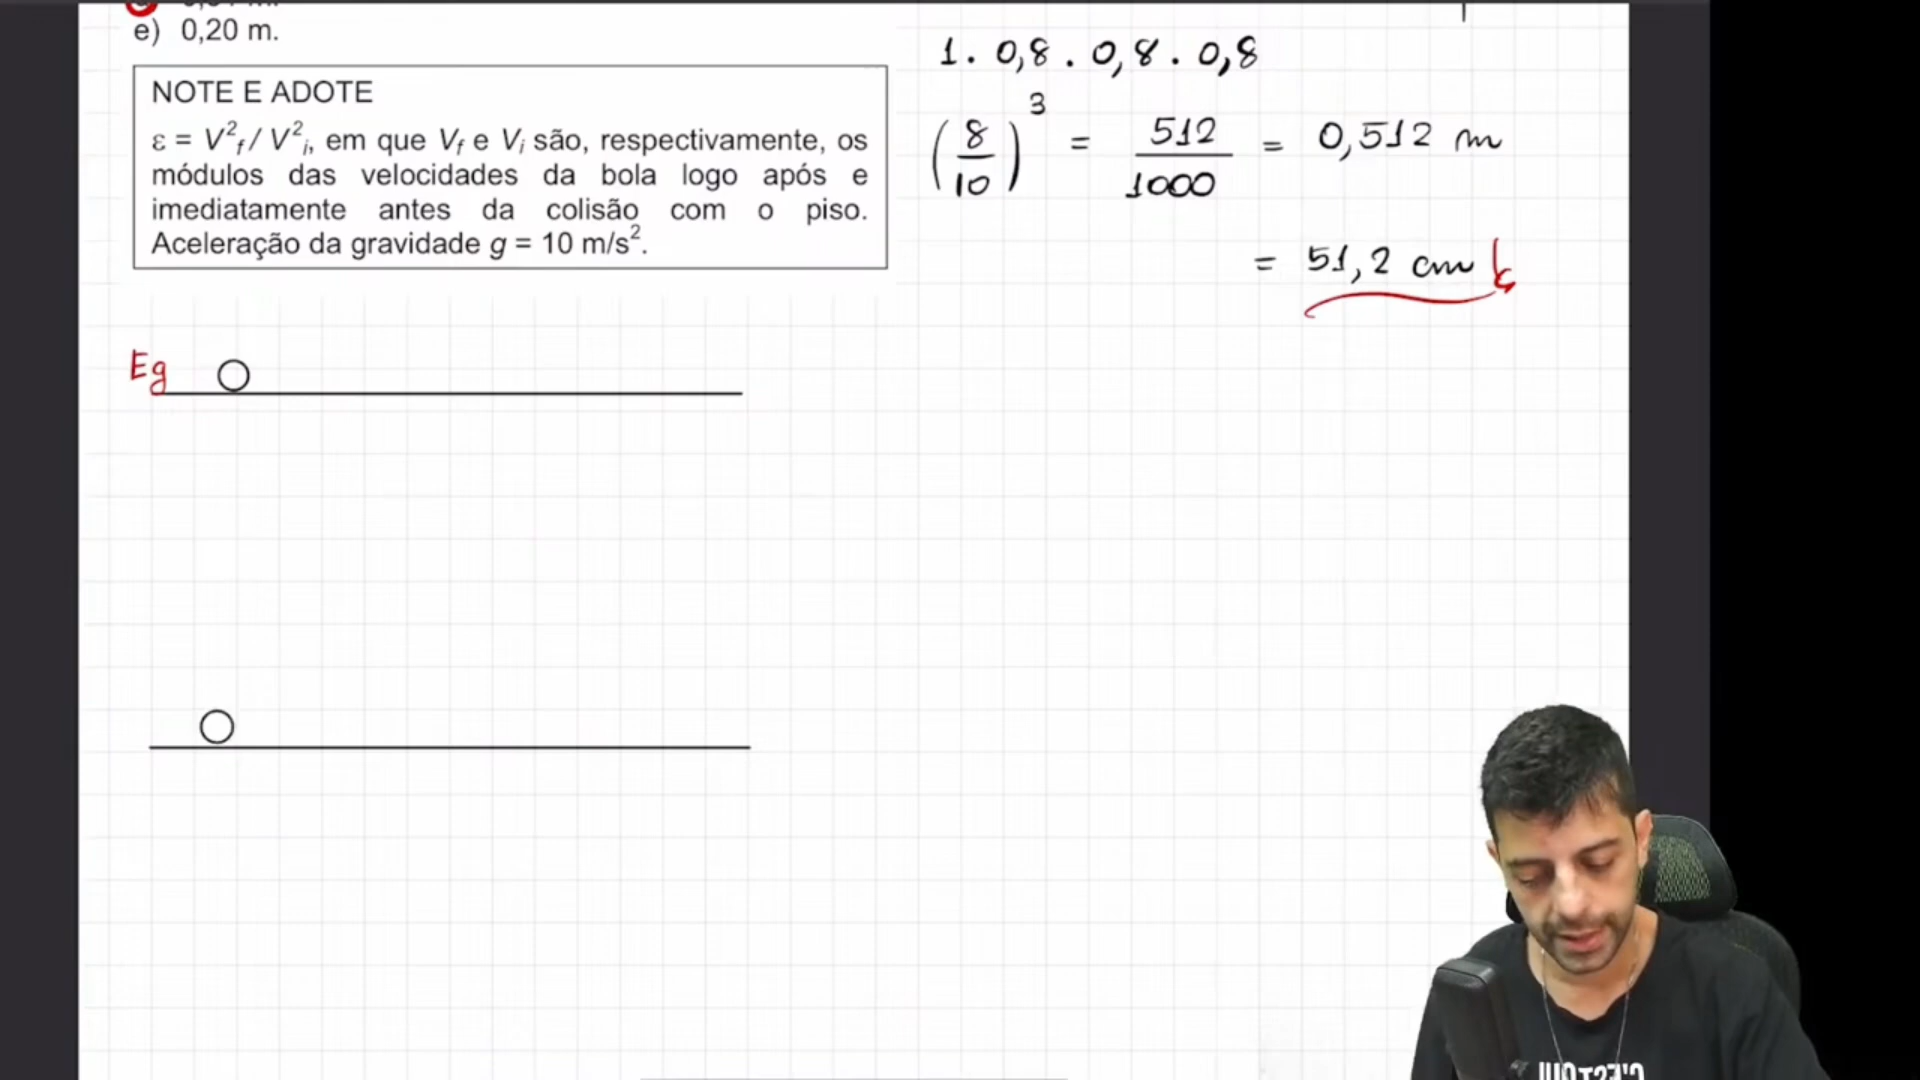 e) 0,20 m.
NOTE E ADOTE
ε = V²f / V²i, em que Vf e Vi são, respectivamente, os
módulos das velocidades da bola logo após e
imediatamente antes da colisão com o piso.
Aceleração da gravidade g = 10 m/s².
1. 0,8 . 0,8 . 0,8
(8/10)³ = 512/1000 = 0,512 m
= 51,2 cm
Eg